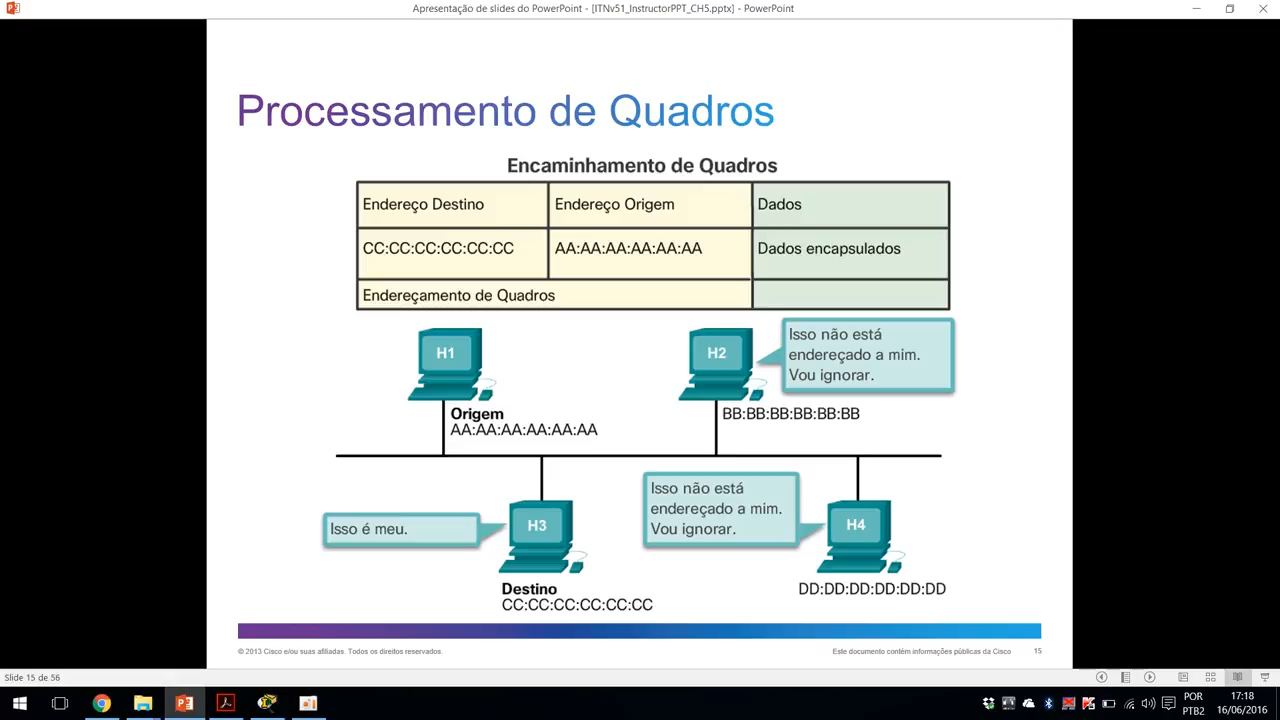 Apresentação de slides do PowerPoint - [ITNv51_InstructorPPT_CH5.pptx] - PowerPoint
Processamento de Quadros
Encaminhamento de Quadros
Endereço Destino Endereço Origem Dados
CC:CC:CC:CC:CC:CC AA:AA:AA:AA:AA:AA Dados encapsulados
Endereçamento de Quadros
H1
H2
Isso não está
endereçado a mim.
Vou ignorar.
Origem
AA:AA:AA:AA:AA:AA
BB:BB:BB:BB:BB:BB
Isso é meu.
H3
Isso não está
endereçado a mim.
Vou ignorar.
H4
Destino
CC:CC:CC:CC:CC:CC
DD:DD:DD:DD:DD:DD
© 2013 Cisco e/ou suas afiliadas. Todos os direitos reservados. Este documento contém informações públicas da Cisco 15
Slide 15 de 56
POR 17:18
PTB2 16/06/2016